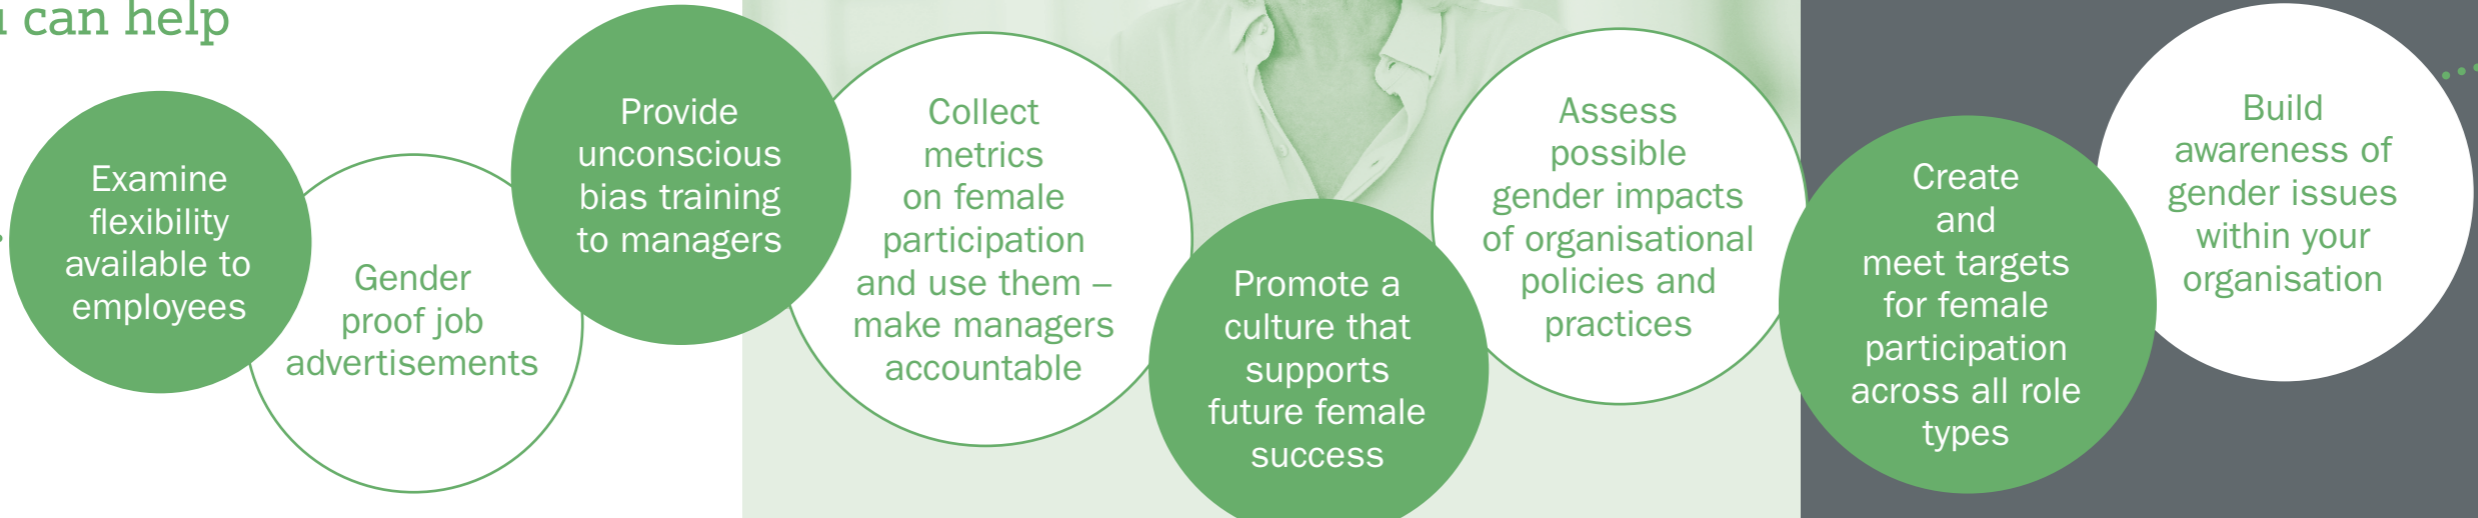 can help
Examine
flexibility
available to
employees
Gender
proof job
advertisements
Provide
unconscious
bias training
to managers
Collect
metrics
on female
participation
and use them –
make managers
accountable
Promote a
culture that
supports
future female
success
Assess
possible
gender impacts
of organisational
policies and
practices
Create
and
meet targets
for female
participation
across all role
types
Build
awareness of
gender issues
within your
organisation